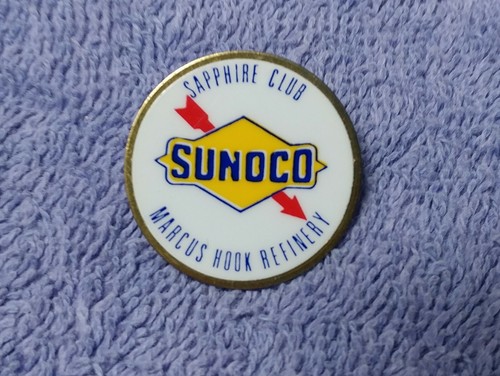 SAPPHIRE CLUB
SUNOCO
MARCUS HOOK REFINERY